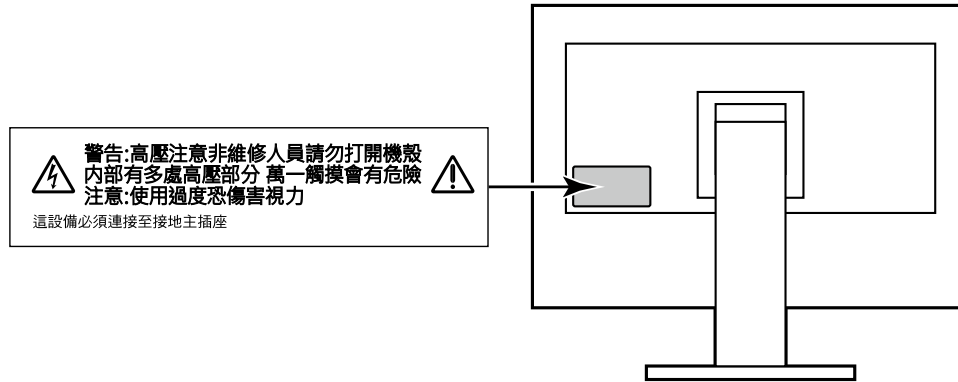 警告:高壓注意非維修人員請勿打開機殼
內部有多處高壓部分 萬一觸摸會有危險
注意:使用過度恐傷害視力
這設備必須連接至接地主插座